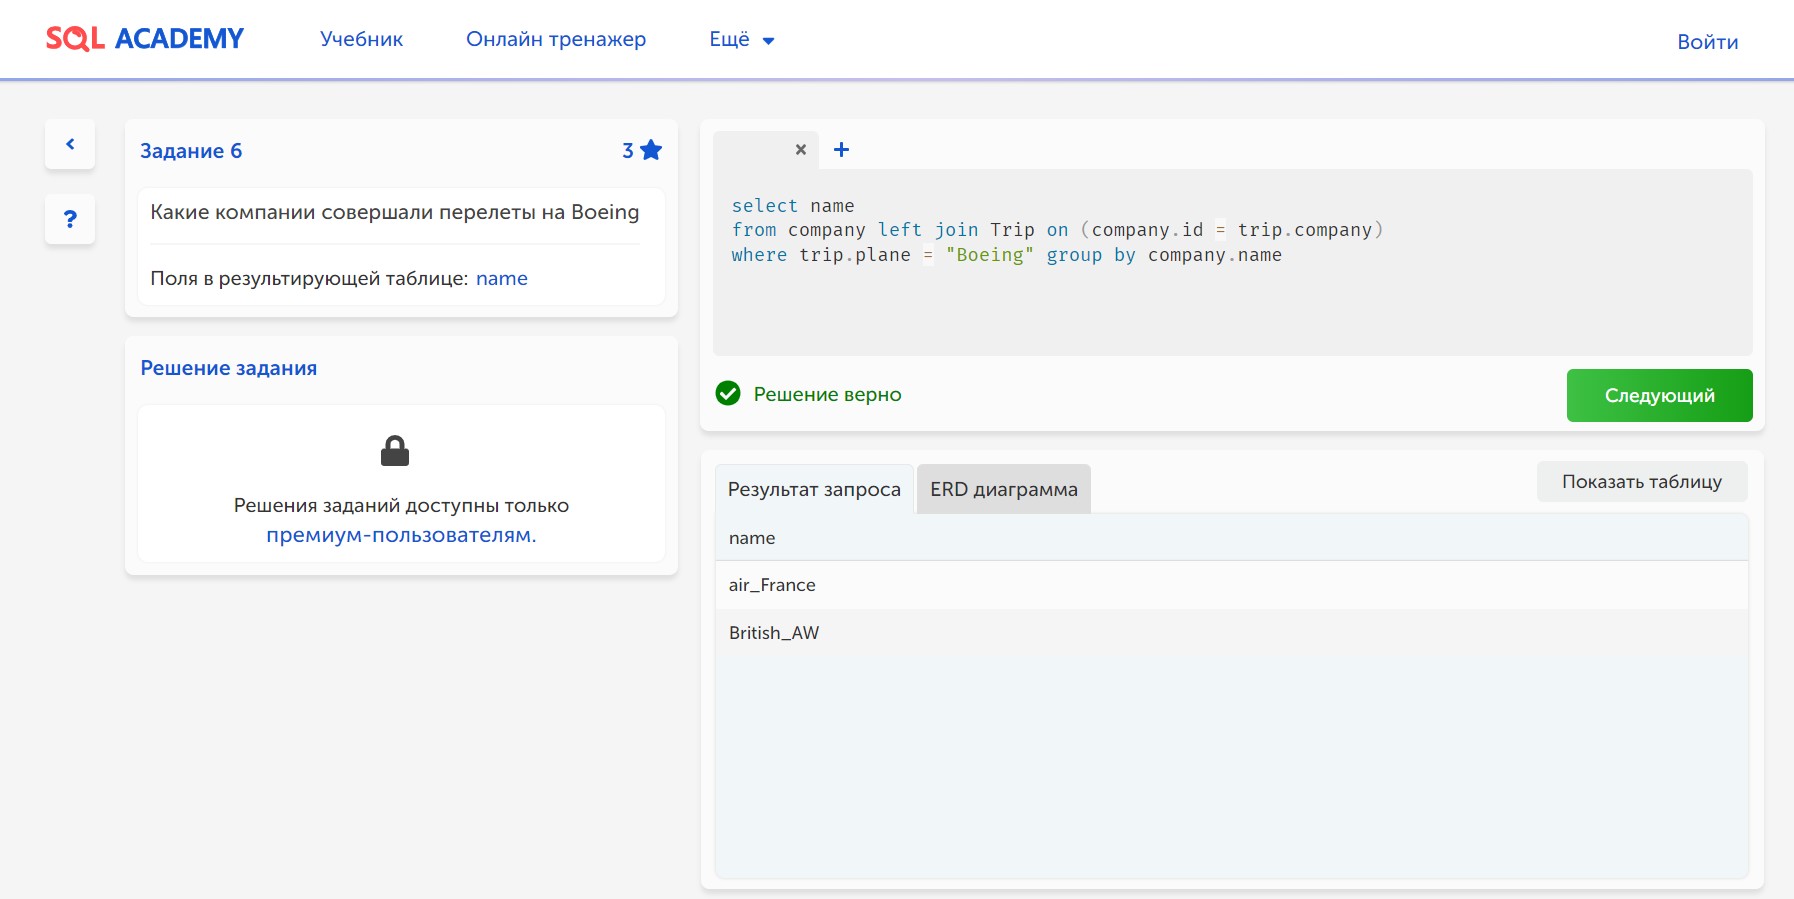 SQL ACADEMY
Учебник
Онлайн тренажер
Ещё
Войти
Задание 6
3
Какие компании совершали перелеты на Boeing
Поля в результирующей таблице: name
Решение задания
Решения заданий доступны только
премиум-пользователям.
select name
from company left join Trip on (company.id = trip.company)
where trip.plane = "Boeing" group by company.name
Решение верно
Следующий
Результат запроса
ERD диаграмма
Показать таблицу
name
air_France
British_AW